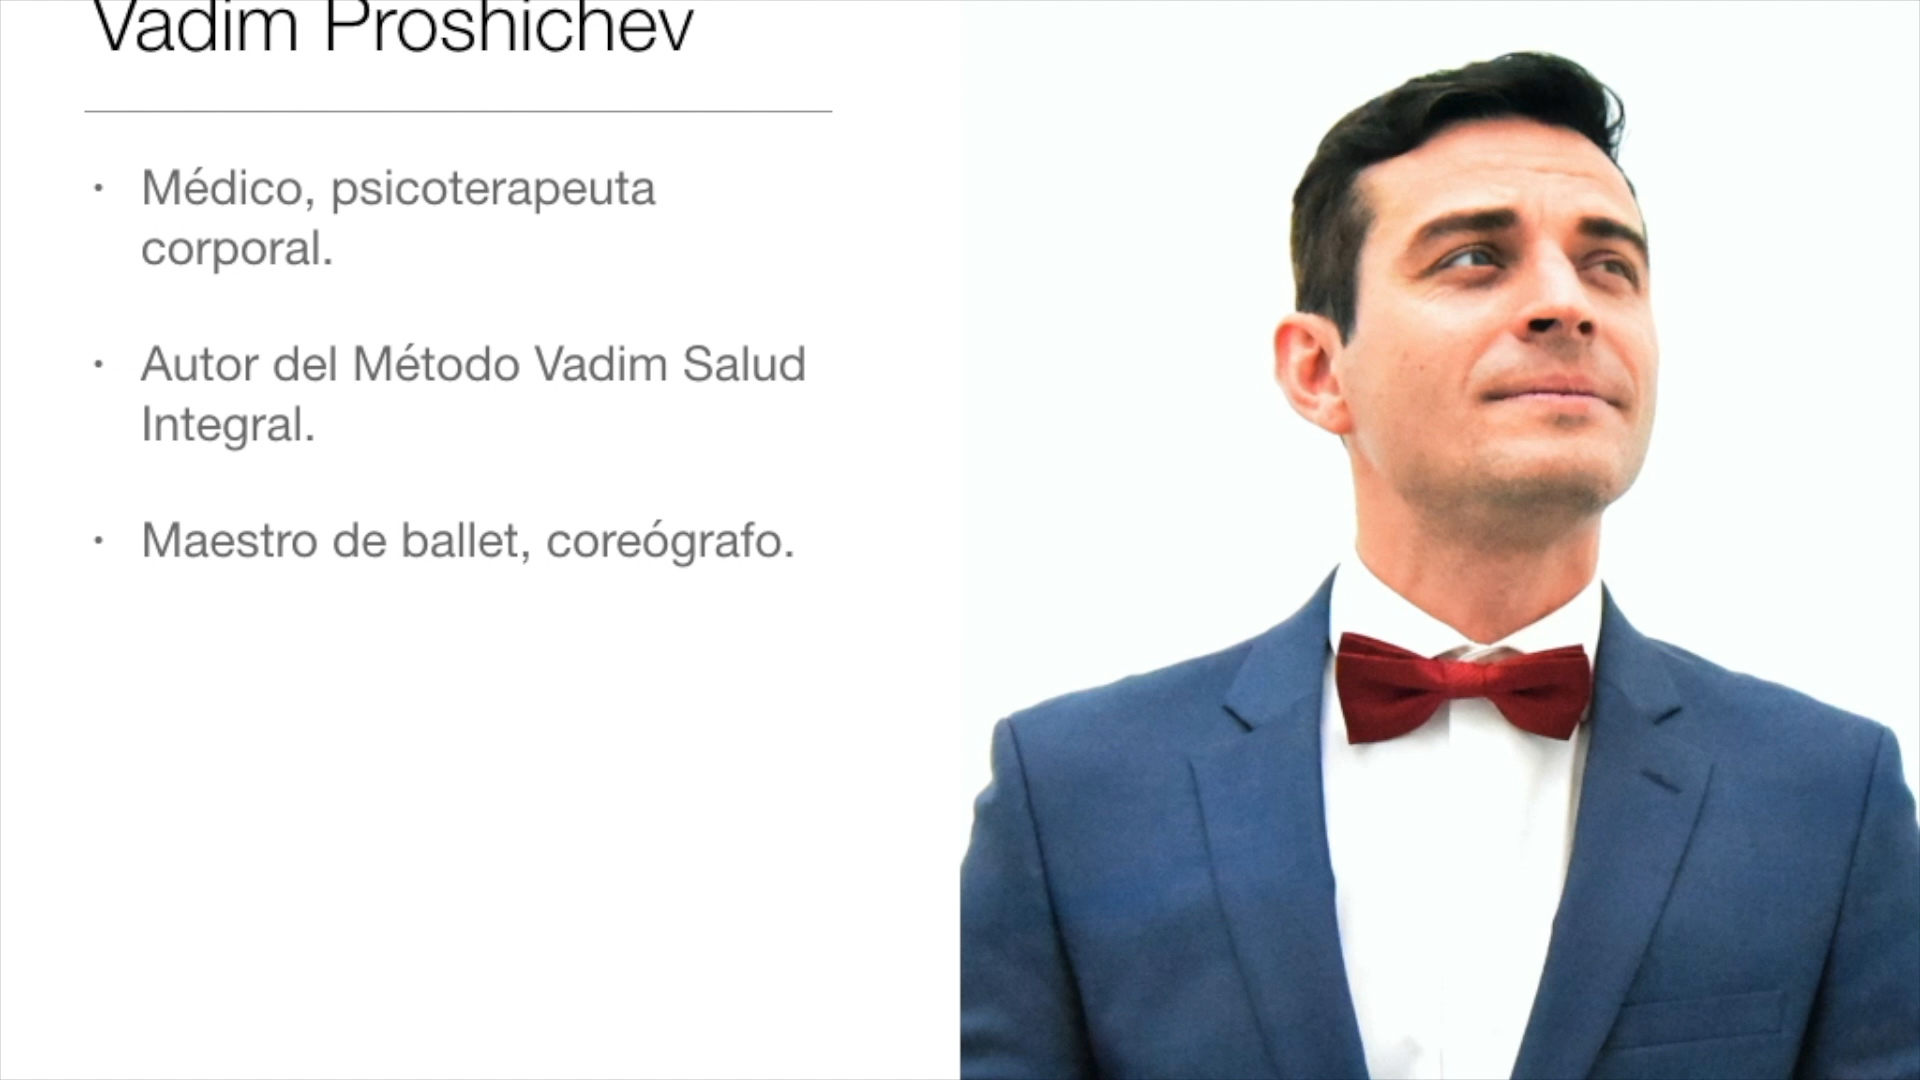 Vadim Proshichev
• Médico, psicoterapeuta
corporal.
• Autor del Método Vadim Salud
Integral.
• Maestro de ballet, coreógrafo.